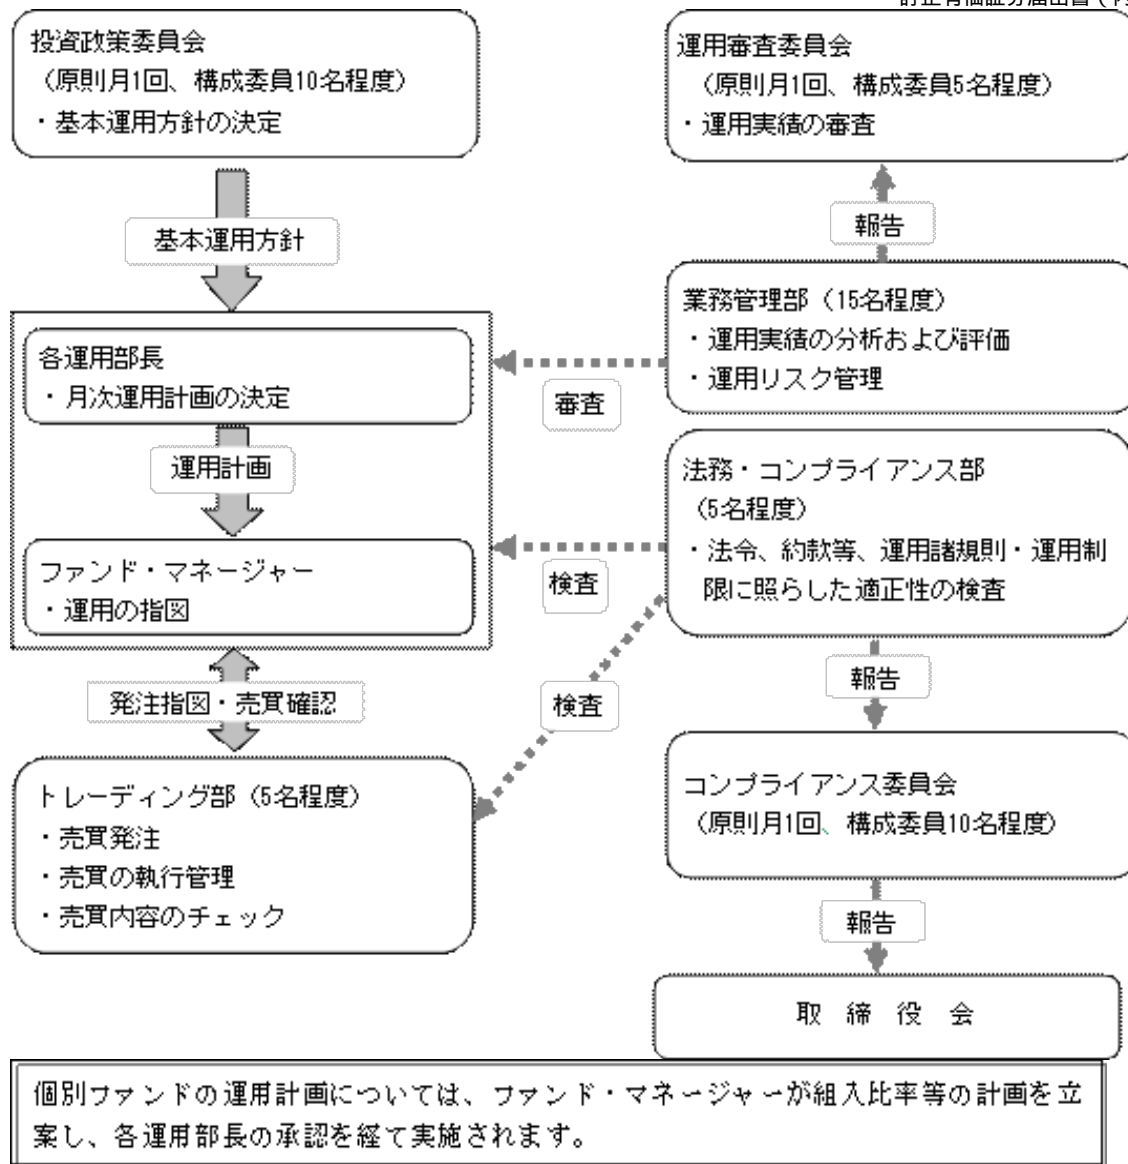 投資政策委員会
（原則月1回、構成委員10名程度）
・基本運用方針の決定
基本運用方針
各運用部長
・月次運用計画の決定
運用計画
ファンド・マネージャー
・運用の指図
発注指図・売買確認
トレーディング部（5名程度）
・売買発注
・売買の執行管理
・売買内容のチェック
運用審査委員会
（原則月1回、構成委員5名程度）
・運用実績の審査
報告
業務管理部（15名程度）
・運用実績の分析および評価
・運用リスク管理
審査
法務・コンプライアンス部
（5名程度）
・法令、約款等、運用諸規則・運用制
限に照らした適正性の検査
検査
検査
報告
コンプライアンス委員会
（原則月1回、構成委員10名程度）
報告
取　締　役　会
個別ファンドの運用計画については、ファンド・マネージャーが組入比率等の計画を立
案し、各運用部長の承認を経て実施されます。